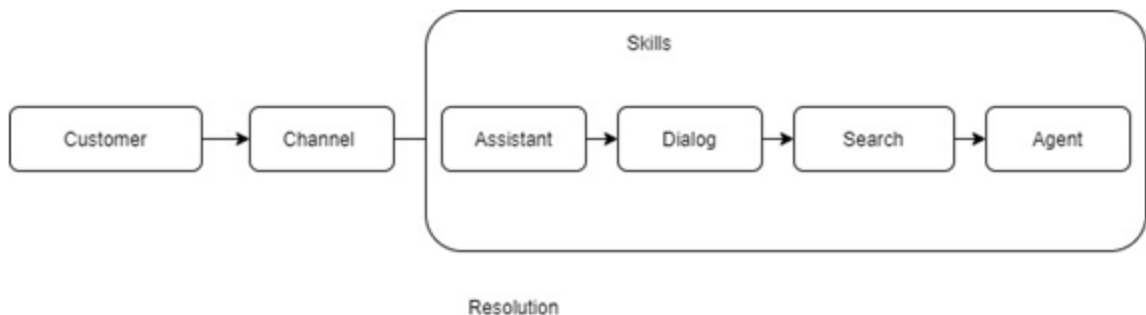 Skills
Customer
Channel
Assistant
Dialog
Search
Agent
Resolution